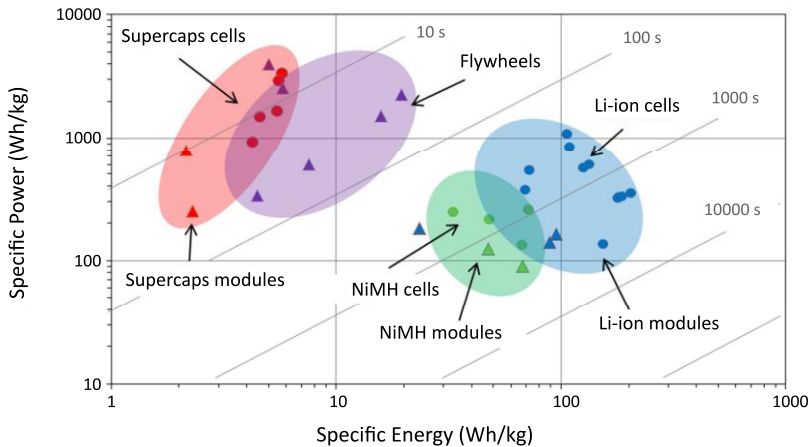 10000
1000
100
10
1
10
100
1000
Specific Power (Wh/kg)
Specific Energy (Wh/kg)
Supercaps cells
10 s
100 s
Flywheels
Li-ion cells
1000 s
10000 s
Supercaps modules
NiMH cells
NiMH modules
Li-ion modules